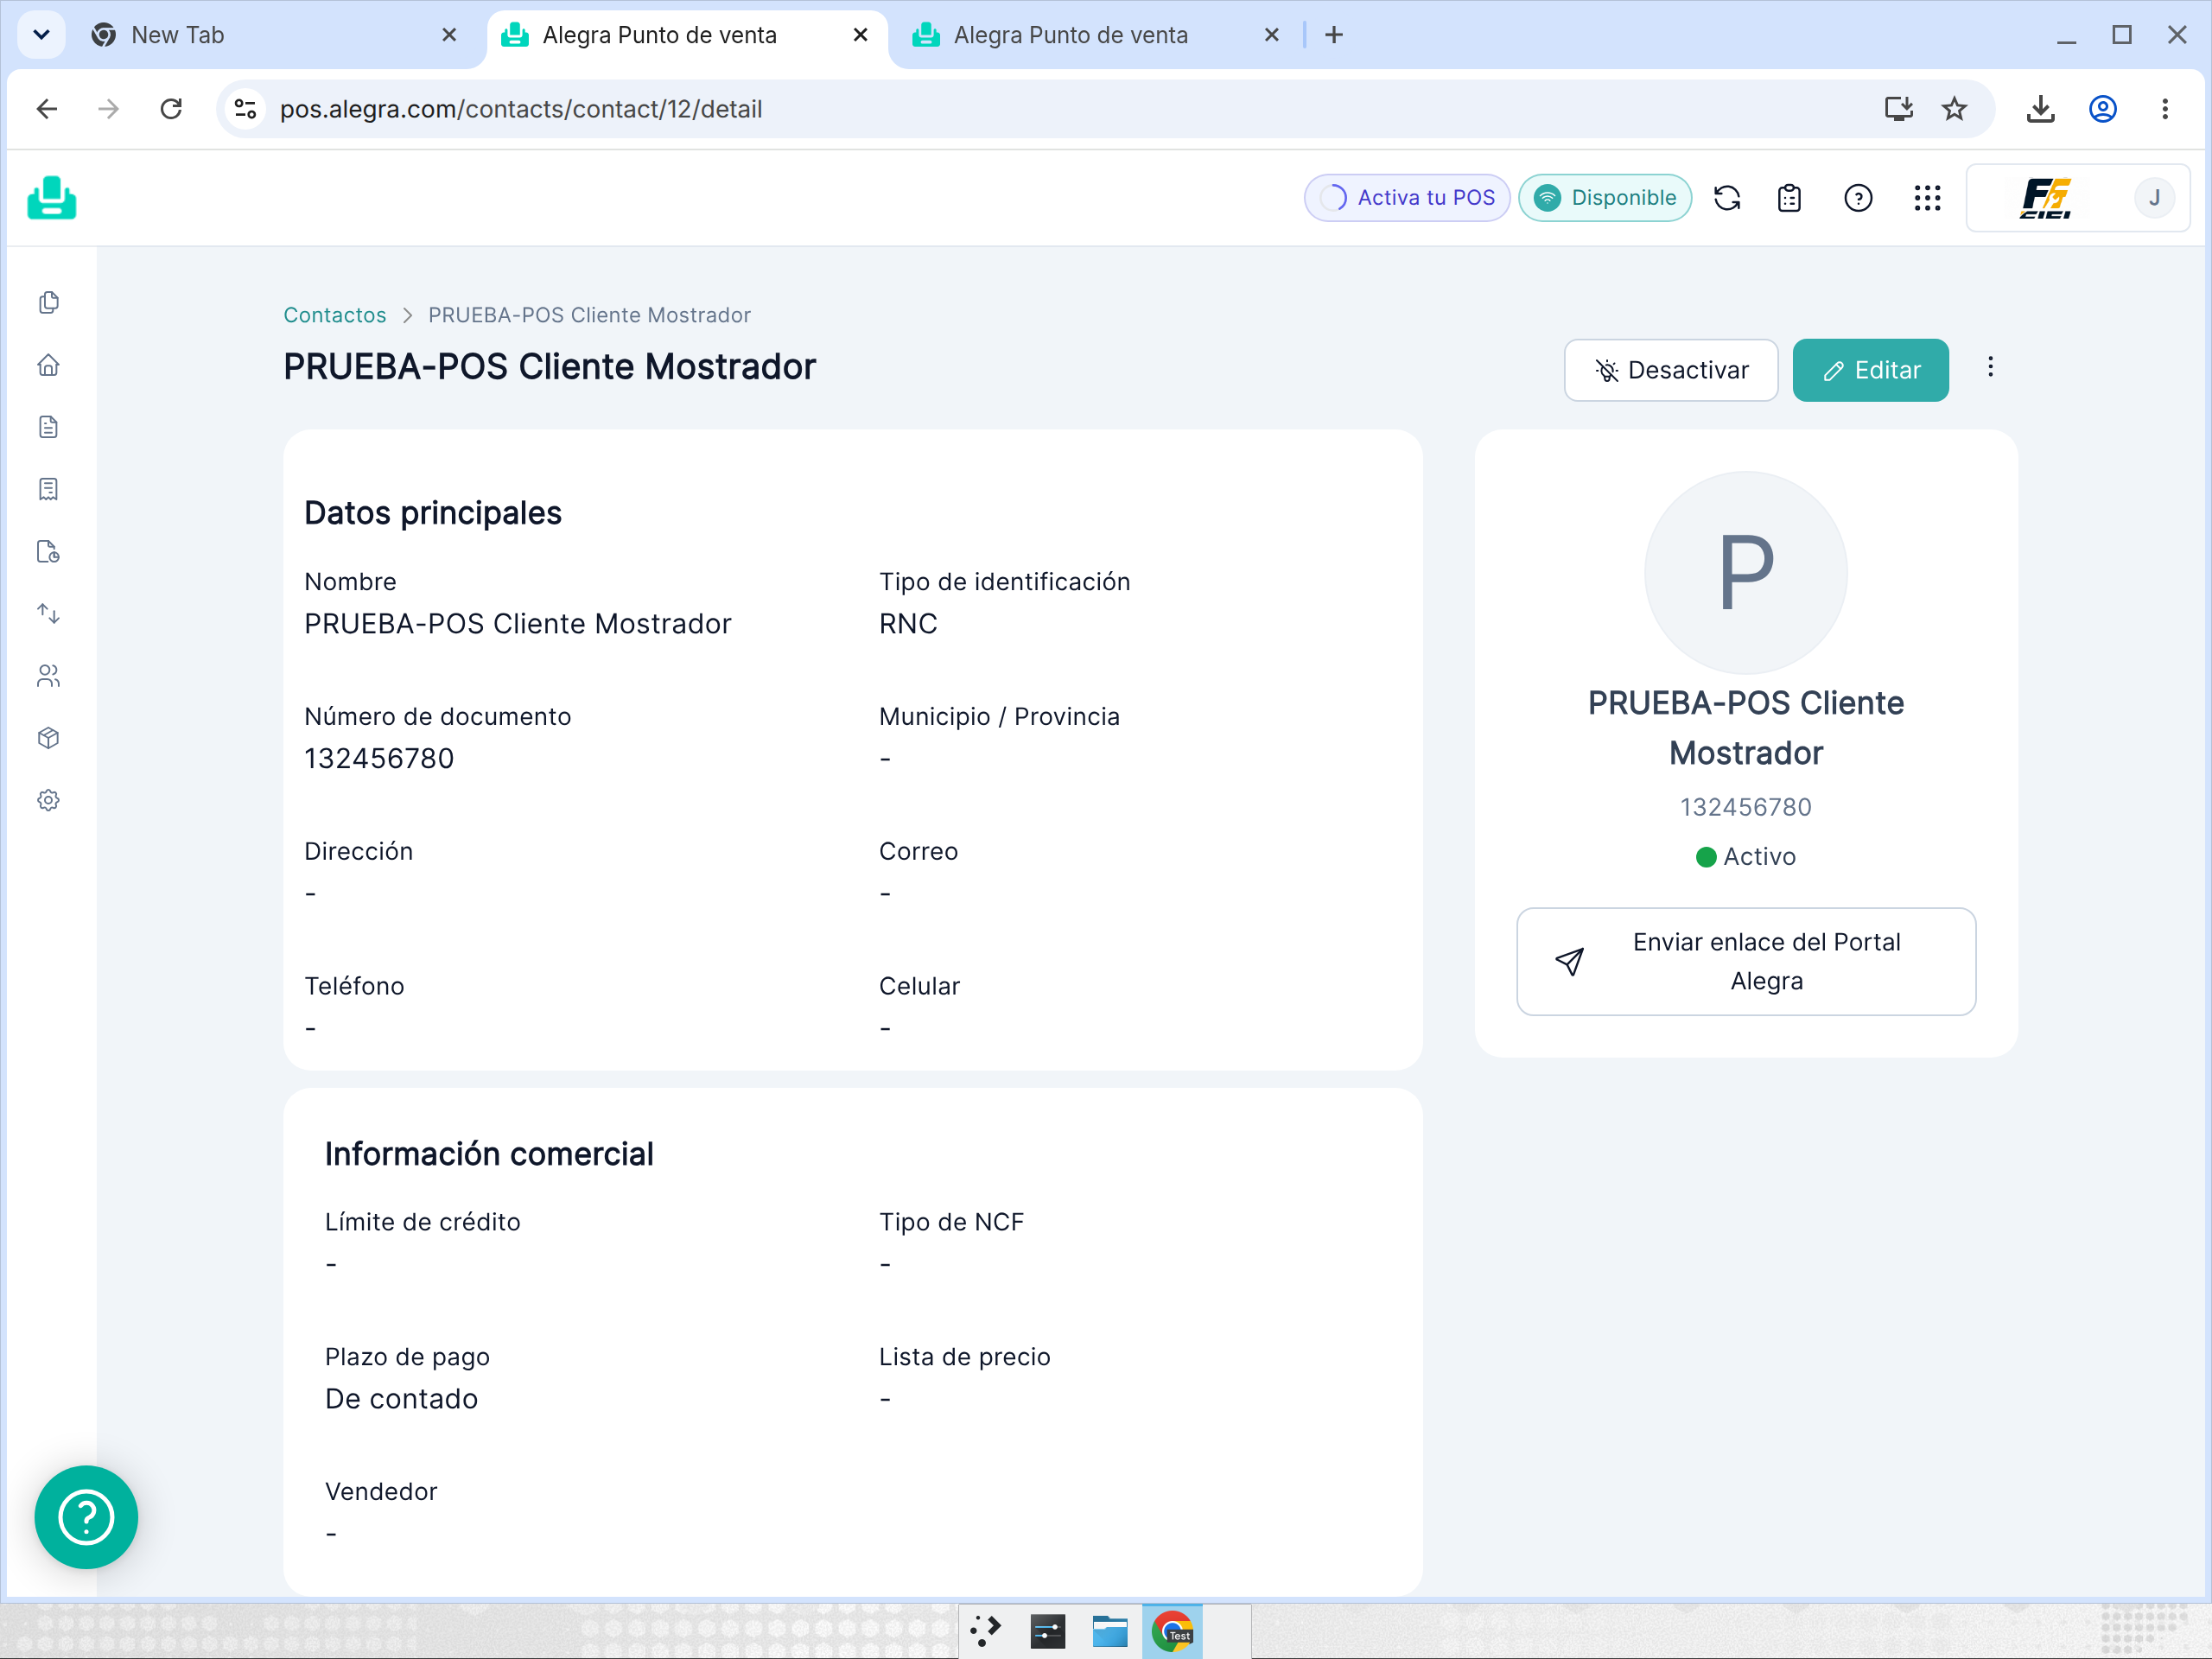 New Tab
Alegra Punto de venta
Alegra Punto de venta
pos.alegra.com/contacts/contact/12/detail
Activa tu POS
Disponible
J
Contactos
PRUEBA-POS Cliente Mostrador
PRUEBA-POS Cliente Mostrador
Desactivar
Editar
Datos principales
Nombre
PRUEBA-POS Cliente Mostrador
Tipo de identificación
RNC
Número de documento
132456780
Municipio / Provincia
-
Dirección
-
Correo
-
Teléfono
-
Celular
-
P
PRUEBA-POS Cliente
Mostrador
132456780
Activo
Enviar enlace del Portal
Alegra
Información comercial
Límite de crédito
-
Tipo de NCF
-
Plazo de pago
De contado
Lista de precio
-
Vendedor
-
Test